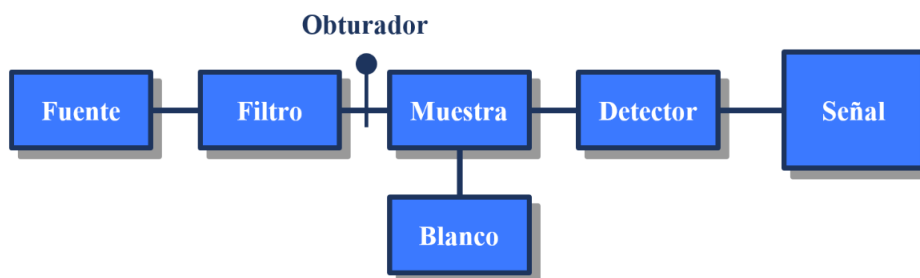 Obturador
Fuente
Filtro
Muestra
Detector
Señal
Blanco